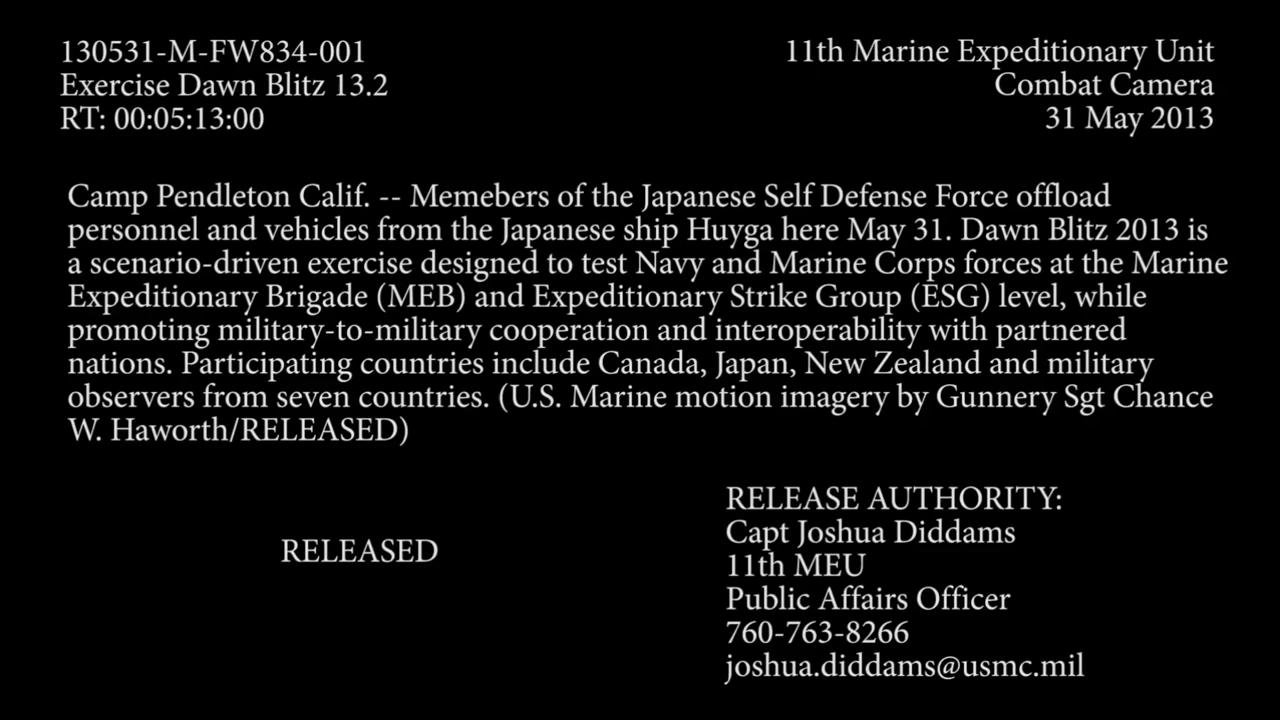 130531-M-FW834-001
Exercise Dawn Blitz 13.2
RT: 00:05:13:00
11th Marine Expeditionary Unit
Combat Camera
31 May 2013
Camp Pendleton Calif. -- Memebers of the Japanese Self Defense Force offload
personnel and vehicles from the Japanese ship Huyga here May 31. Dawn Blitz 2013 is
a scenario-driven exercise designed to test Navy and Marine Corps forces at the Marine
Expeditionary Brigade (MEB) and Expeditionary Strike Group (ESG) level, while
promoting military-to-military cooperation and interoperability with partnered
nations. Participating countries include Canada, Japan, New Zealand and military
observers from seven countries. (U.S. Marine motion imagery by Gunnery Sgt Chance
W. Haworth/RELEASED)
RELEASED
RELEASE AUTHORITY:
Capt Joshua Diddams
11th MEU
Public Affairs Officer
760-763-8266
joshua.diddams@usmc.mil